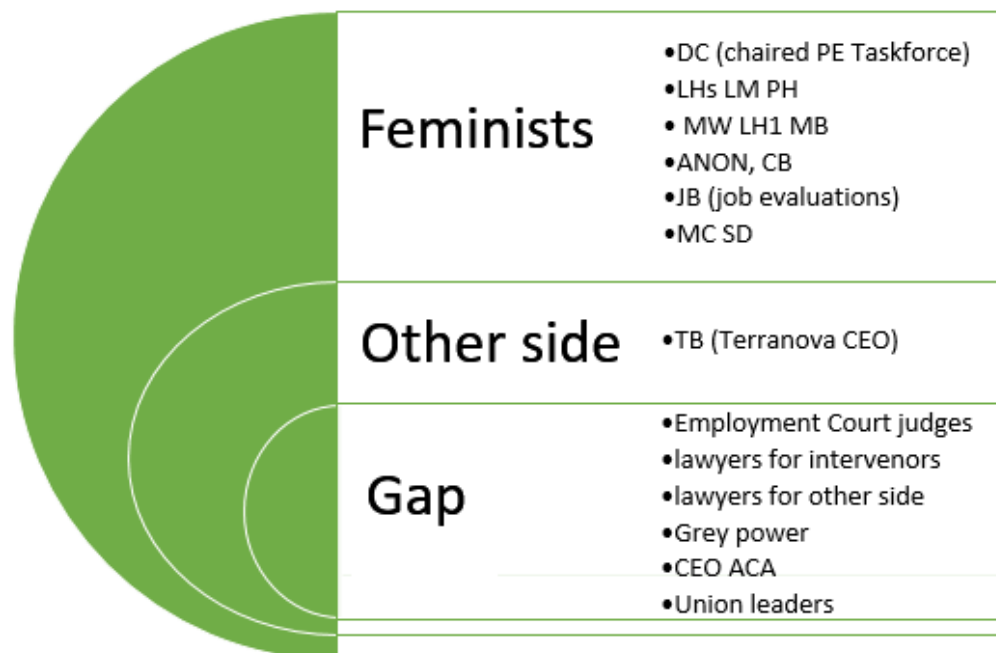 Feminists
•DC (chaired PE Taskforce)
•LHs LM PH
• MW LH1 MB
•ANON, CB
•JB (job evaluations)
•MC SD
Other side
•TB (Terranova CEO)
Gap
•Employment Court judges
•lawyers for intervenors
•lawyers for other side
•Grey power
•CEO ACA
•Union leaders